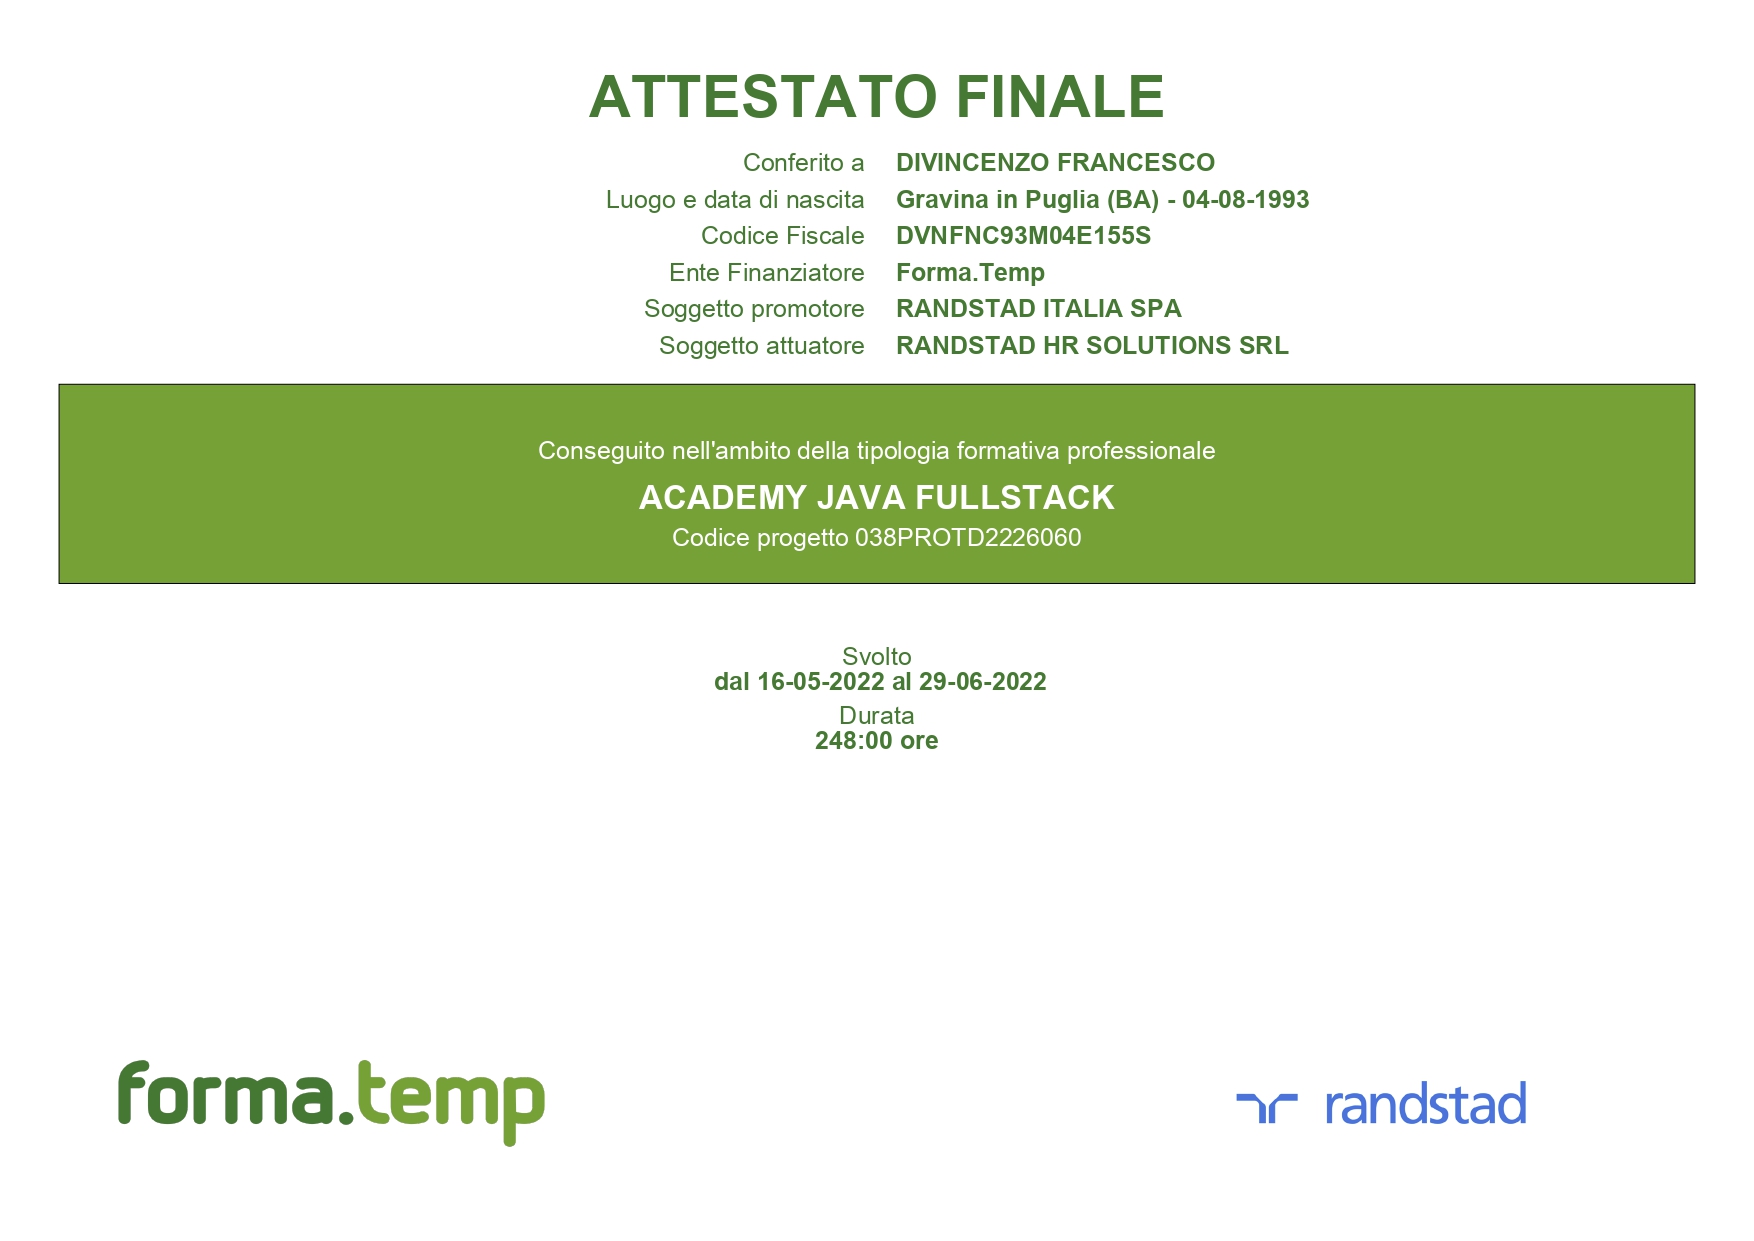 ATTESTATO FINALE
Conferito a DIVINCENZO FRANCESCO
Luogo e data di nascita Gravina in Puglia (BA) - 04-08-1993
Codice Fiscale DVNFNC93M04E155S
Ente Finanziatore Forma.Temp
Soggetto promotore RANDSTAD ITALIA SPA
Soggetto attuatore RANDSTAD HR SOLUTIONS SRL
Conseguito nell'ambito della tipologia formativa professionale
ACADEMY JAVA FULLSTACK
Codice progetto 038PROTD2226060
Svolto
dal 16-05-2022 al 29-06-2022
Durata
248:00 ore
forma.temp
randstad